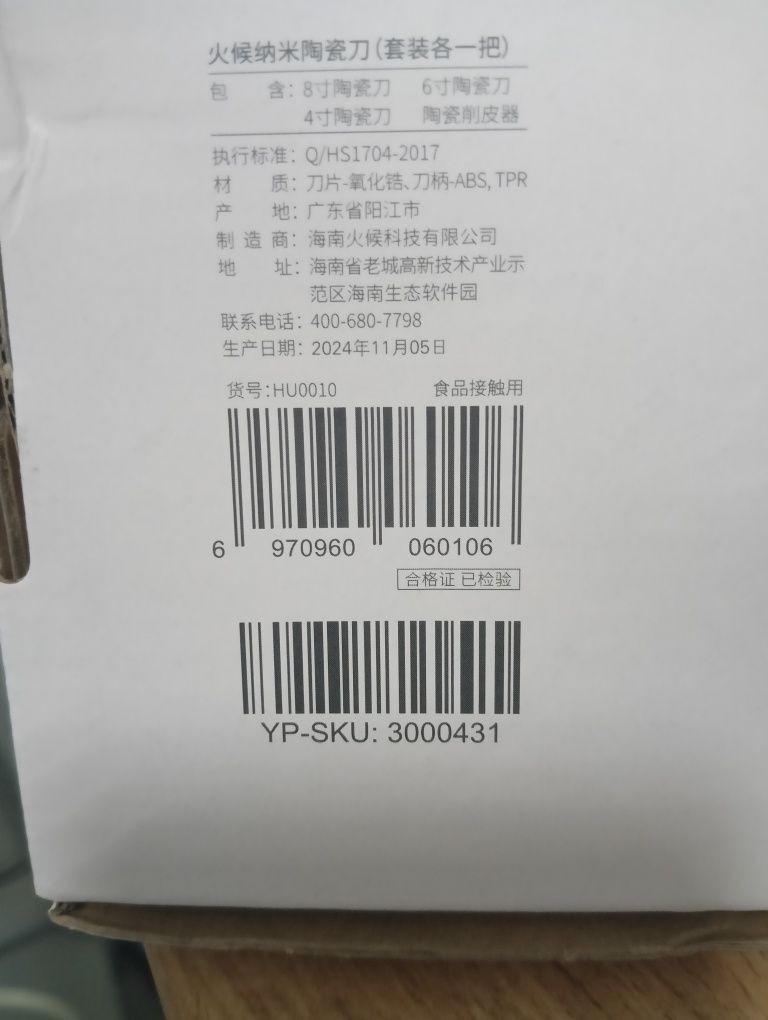 火候纳米陶瓷刀(套装各一把)
包 含：8寸陶瓷刀 6寸陶瓷刀
4寸陶瓷刀 陶瓷削皮器
执行标准：Q/HS1704-2017
材 质：刀片-氧化锆、刀柄-ABS, TPR
产 地：广东省阳江市
制 造 商：海南火候科技有限公司
地 址：海南省老城高新技术产业示
范区海南生态软件园
联系电话：400-680-7798
生产日期：2024年11月05日
货号：HU0010 食品接触用
6 970960 060106
合格证 已检验
YP-SKU: 3000431